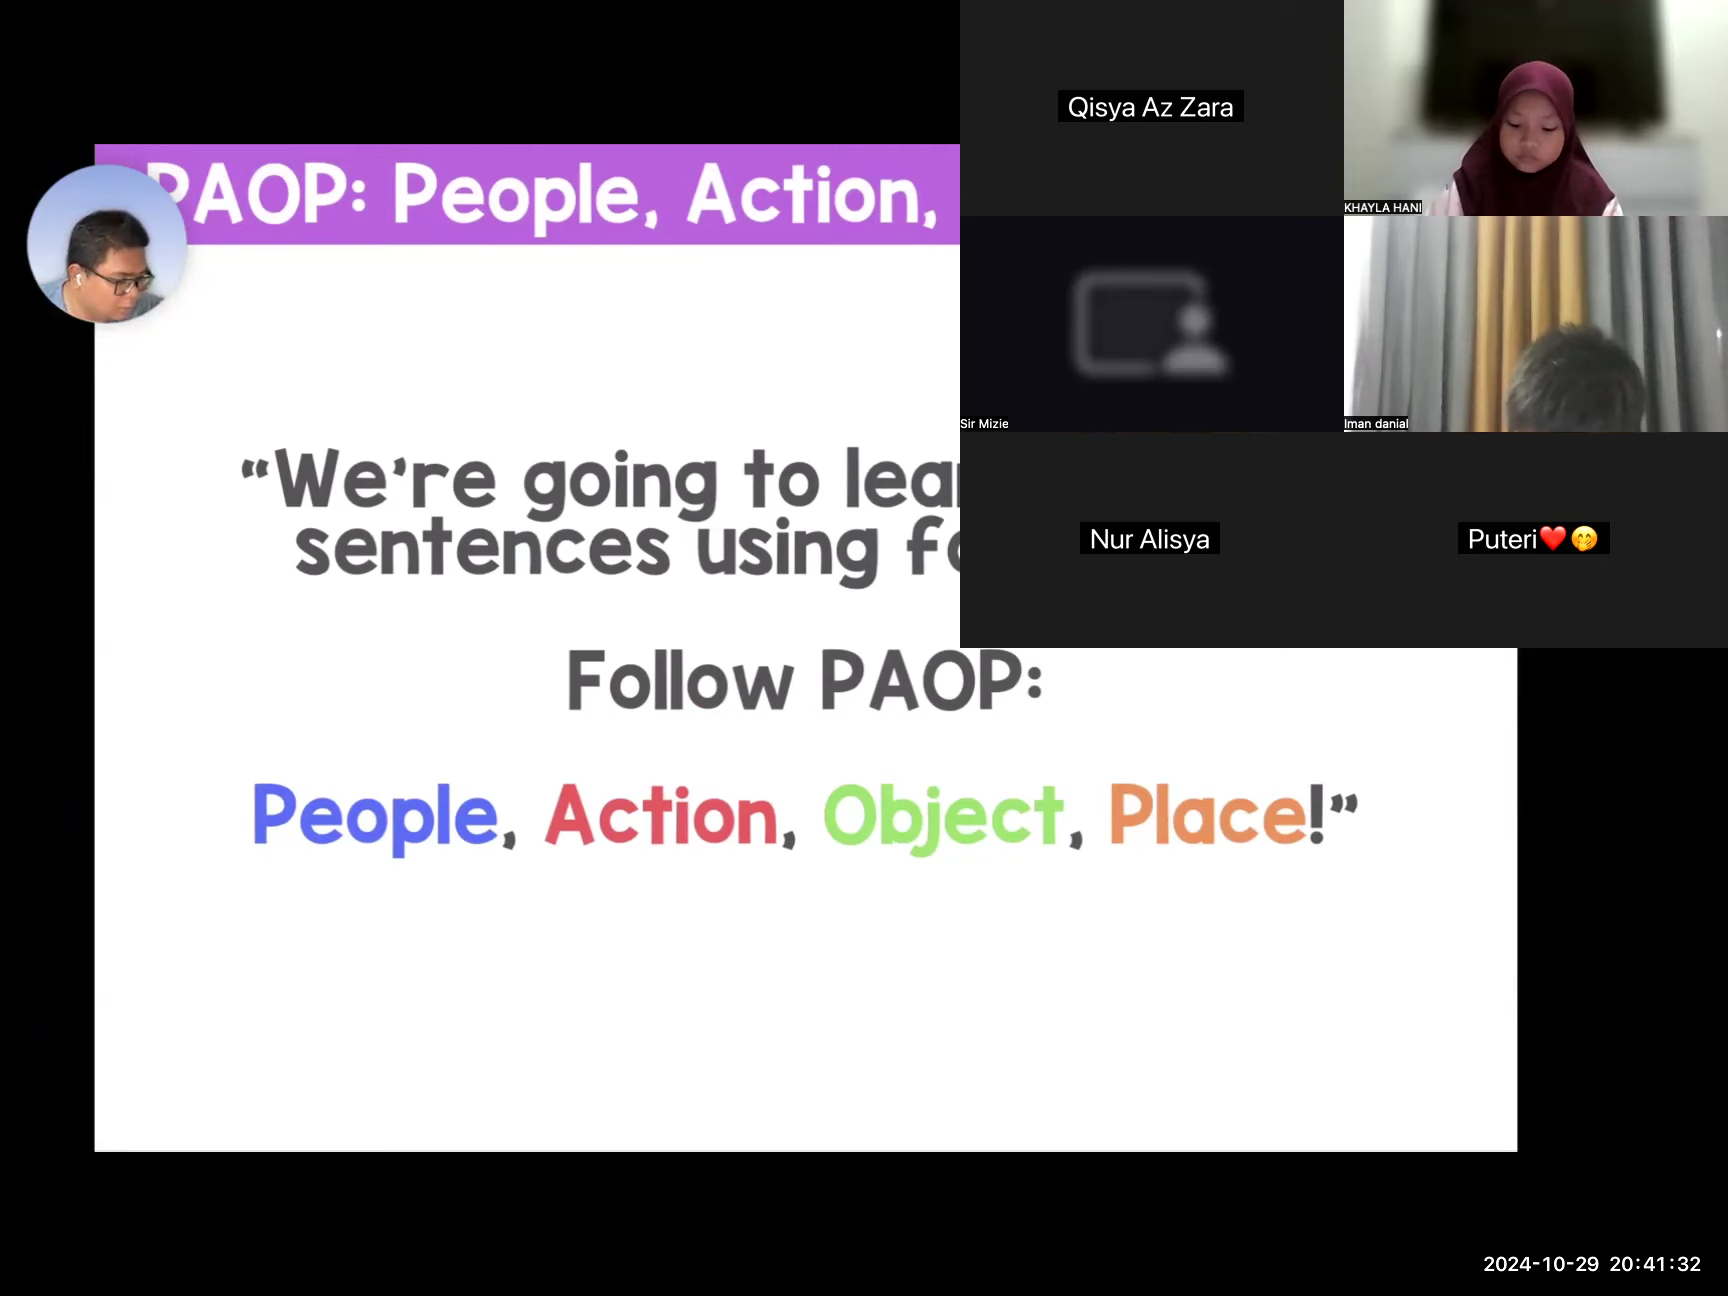 PAOP: People, Action,
"We're going to
sentences using
Follow PAOP:
People, Action, Object, Place!"
Qisya Az Zara
KHAYLA HANI
Sir Mizie
Iman danial
Nur Alisya
Puteri❤️🤭
2024-10-29 20:41:32